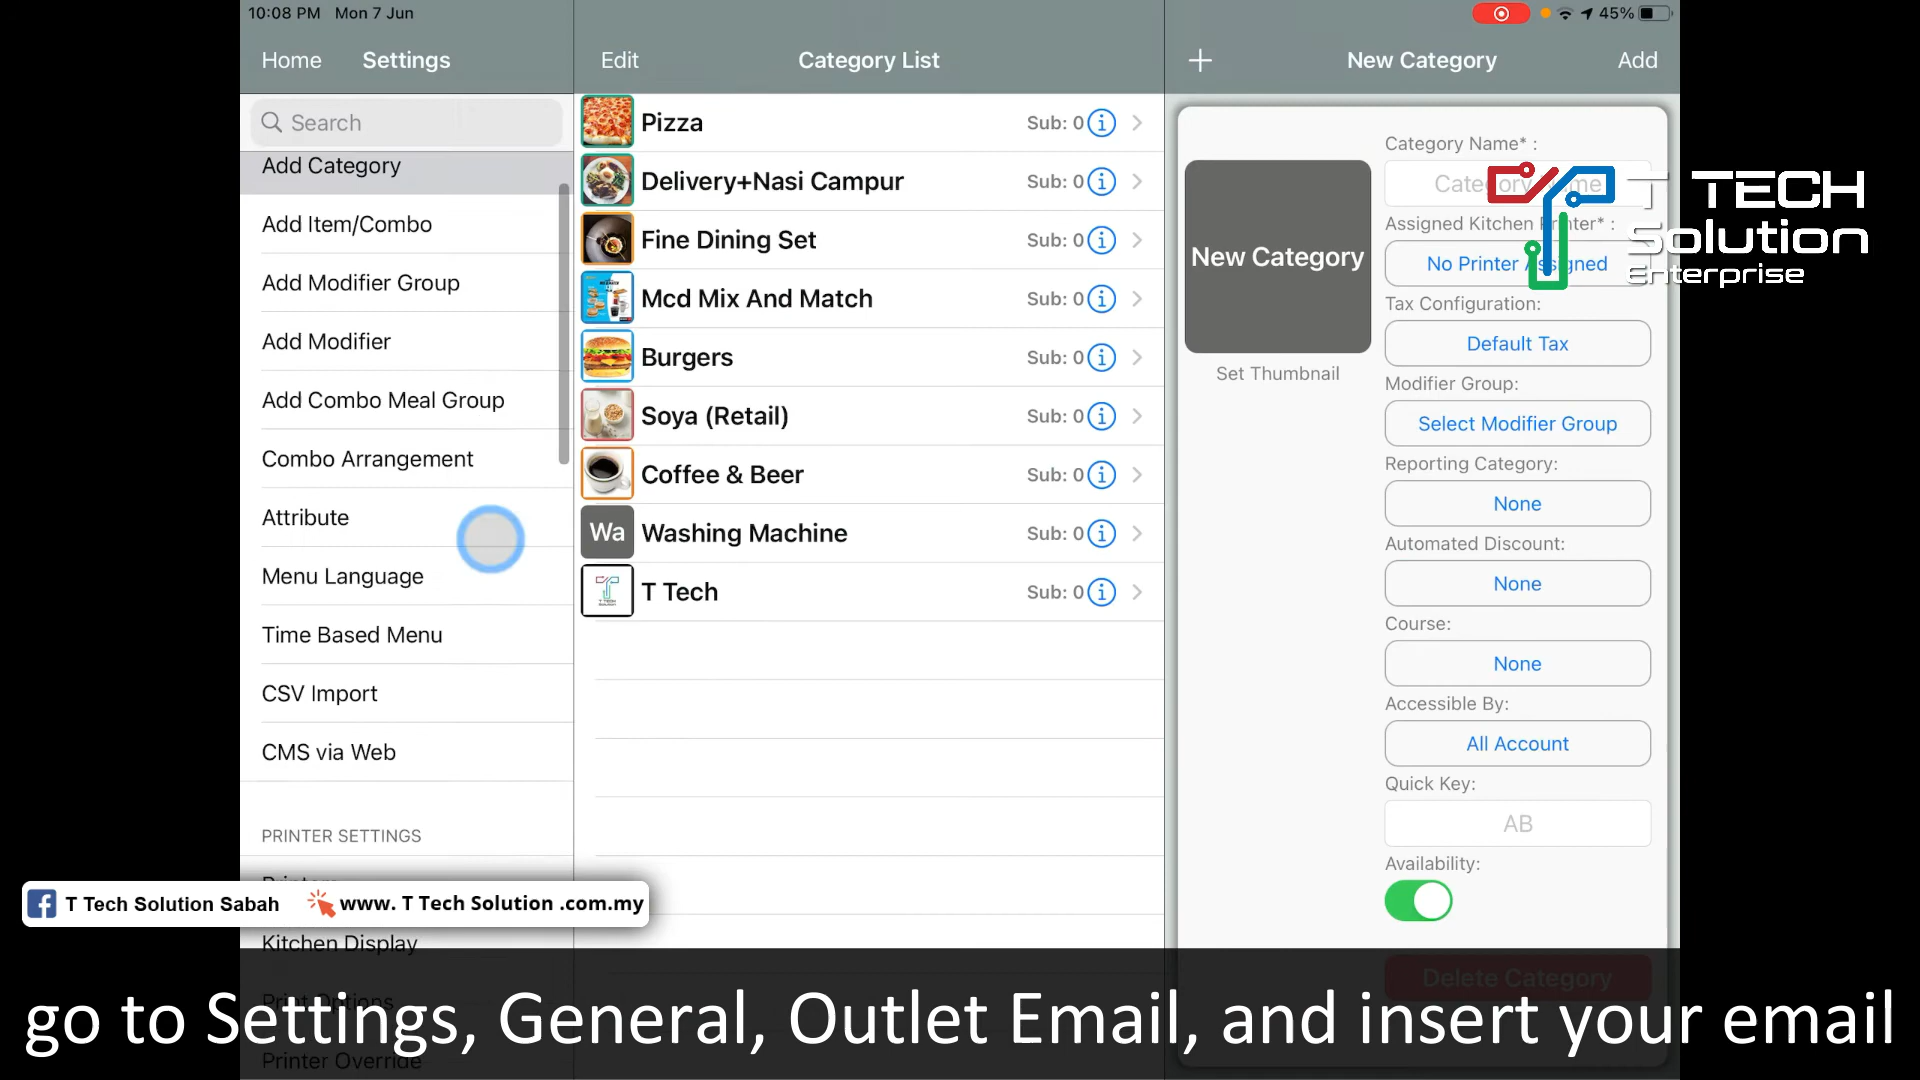 10:08 PM Mon 7 Jun
45%
Home Settings
Edit Category List
New Category Add
Search
Add Category
Add Item/Combo
Add Modifier Group
Add Modifier
Add Combo Meal Group
Combo Arrangement
Attribute
Menu Language
Time Based Menu
CSV Import
CMS via Web
PRINTER SETTINGS
Kitchen Display
Print Options
Printer Override
Pizza Sub: 0
Delivery+Nasi Campur Sub: 0
Fine Dining Set Sub: 0
Mcd Mix And Match Sub: 0
Burgers Sub: 0
Soya (Retail) Sub: 0
Coffee & Beer Sub: 0
Wa Washing Machine Sub: 0
T Tech Sub: 0
New Category
Set Thumbnail
Category Name* :
Category Name
Assigned Kitchen Printer* :
No Printer Assigned
Tax Configuration:
Default Tax
Modifier Group:
Select Modifier Group
Reporting Category:
None
Automated Discount:
None
Course:
None
Accessible By:
All Account
Quick Key:
AB
Availability:
Delete Category
T TECH
Solution
Enterprise
T Tech Solution Sabah www. T Tech Solution .com.my
go to Settings, General, Outlet Email, and insert your email